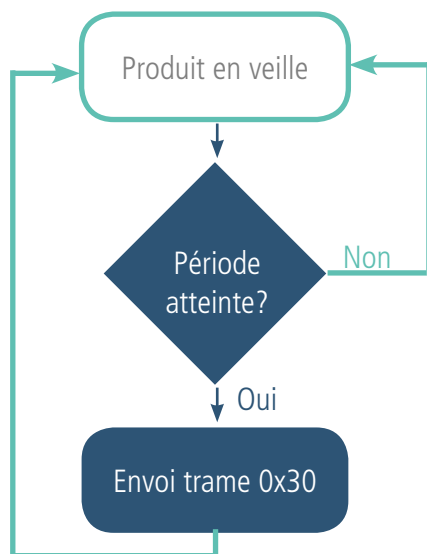 Produit en veille
Période
atteinte?
Non
Oui
Envoi trame 0x30